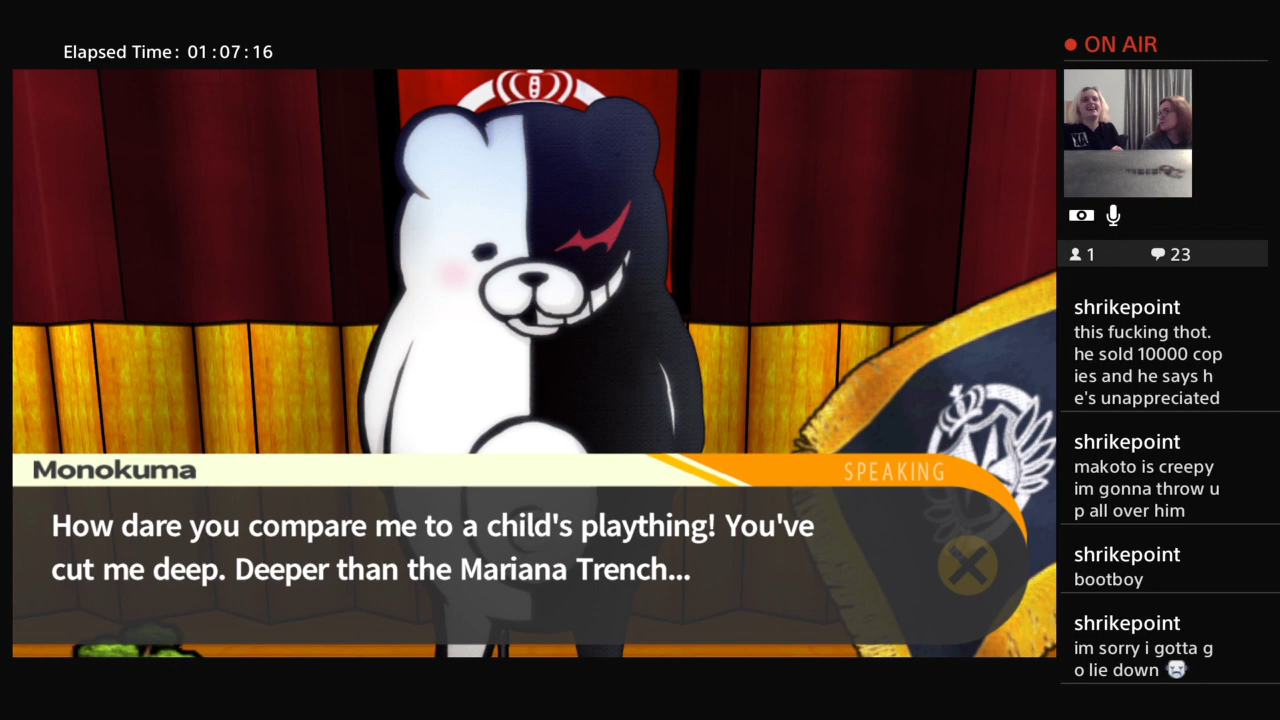 Elapsed Time: 01:07:16
ON AIR
1 23
shrikepoint
this fucking thot.
he sold 10000 cop
ies and he says h
e's unappreciated
shrikepoint
makoto is creepy
im gonna throw u
p all over him
shrikepoint
bootboy
shrikepoint
im sorry i gotta g
o lie down
Monokuma
SPEAKING
How dare you compare me to a child's plaything! You've
cut me deep. Deeper than the Mariana Trench...